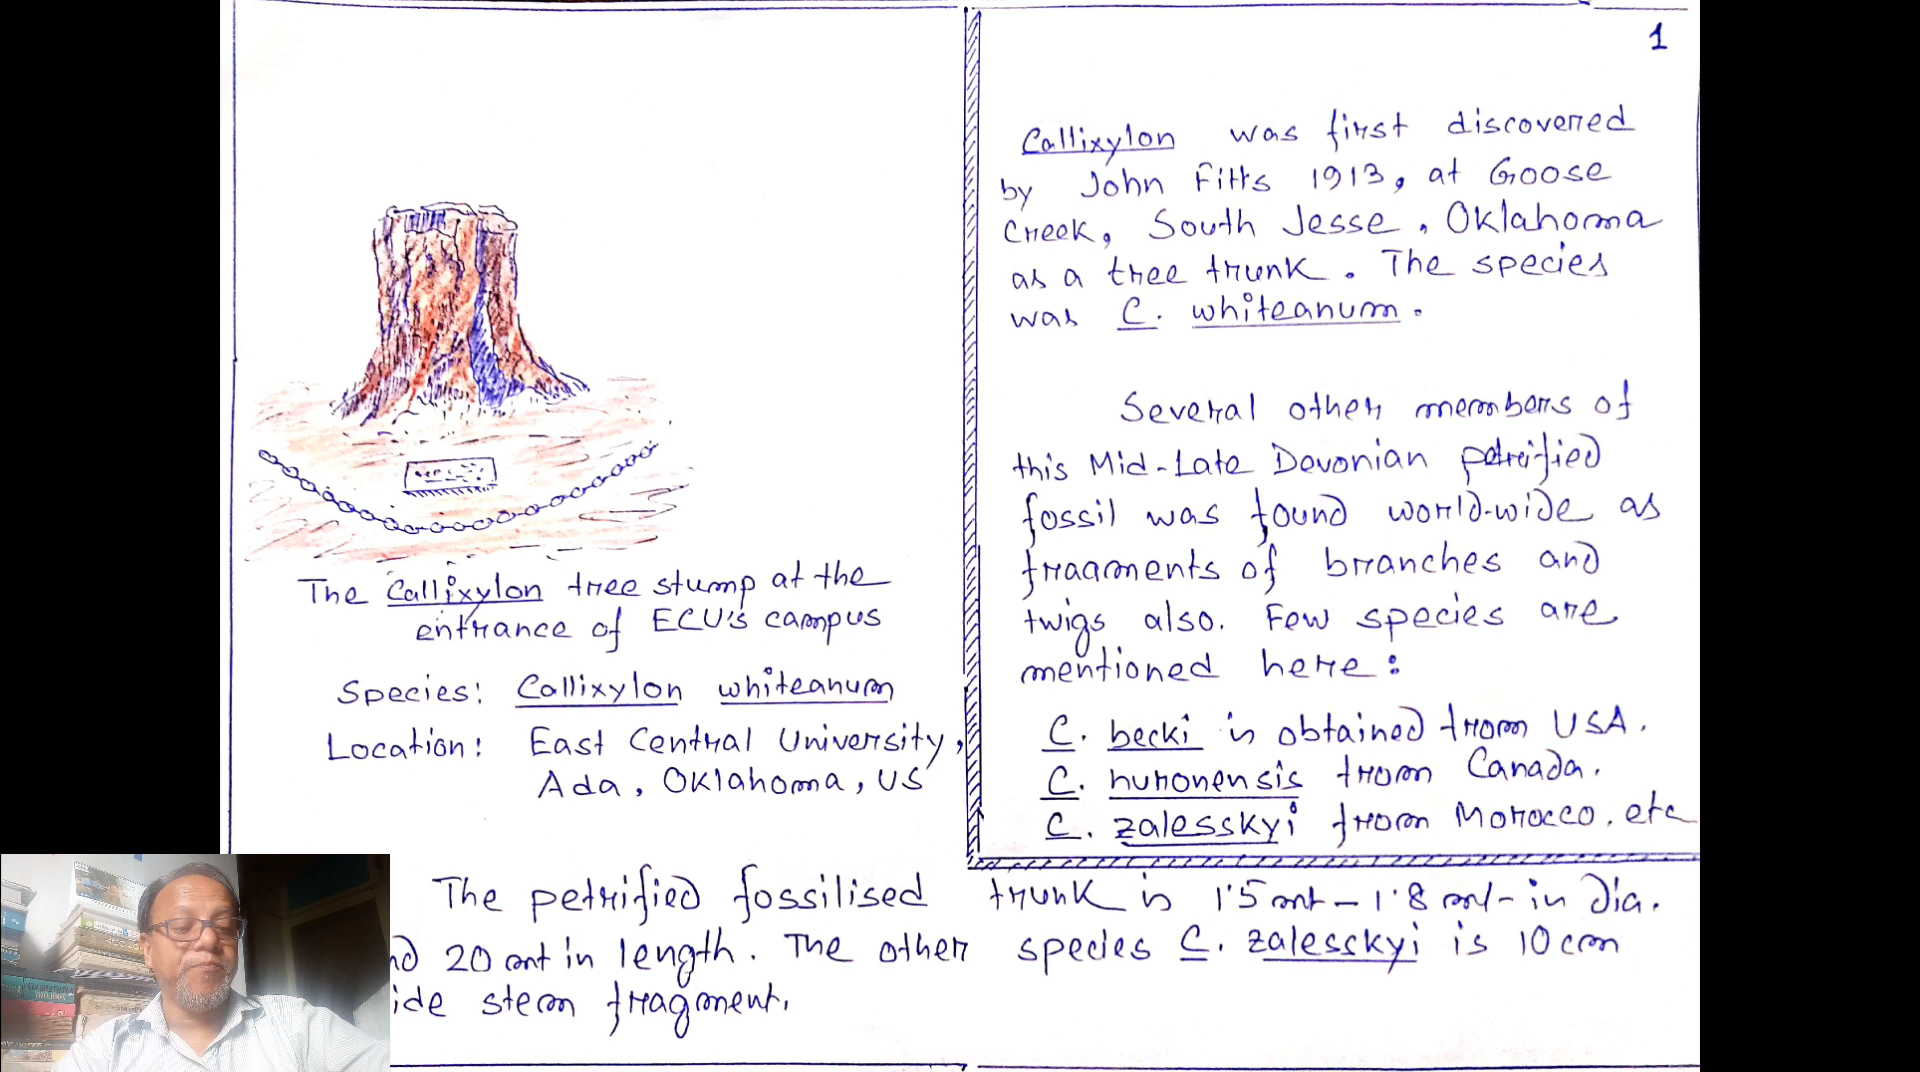 1
The Callixylon tree stump at the
entrance of ECU's campus
Species: Callixylon whiteanum
Location: East Central University,
Ada, Oklahoma, US
Callixylon was first discovered
by John Fitts 1913, at Goose
Creek, South Jesse, Oklahoma
as a tree trunk. The species
was C. whiteanum.
Several other members of
this Mid-Late Devonian petrified
fossil was found world-wide as
fragments of branches and
twigs also. Few species are
mentioned here:
C. becki is obtained from USA.
C. huronensis from Canada.
C. zalesskyi from Morocco. etc
The petrified fossilised trunk is 1.5 mt - 1.8 mt in dia.
20 mt in length. The other species C. zalesskyi is 10 cm
stem fragment.